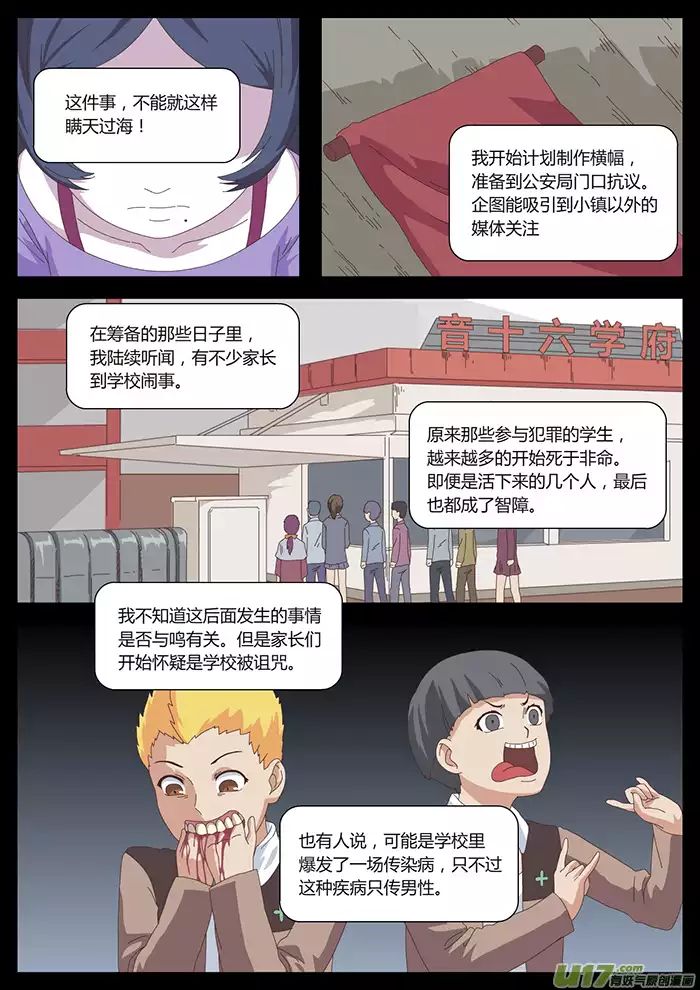 这件事，不能就这样
瞒天过海！
我开始计划制作横幅，
准备到公安局门口抗议。
企图能吸引到小镇以外的
媒体关注
在筹备的那些日子里，
我陆续听闻，有不少家长
到学校闹事。
音十六学府
原来那些参与犯罪的学生，
越来越多的开始死于非命。
即便是活下来的几个人，最后
也都成了智障。
我不知道这后面发生的事情
是否与鸣有关。但是家长们
开始怀疑是学校被诅咒。
也有人说，可能是学校里
爆发了一场传染病，只不过
这种疾病只传男性。
U17.com
有妖气原创漫画